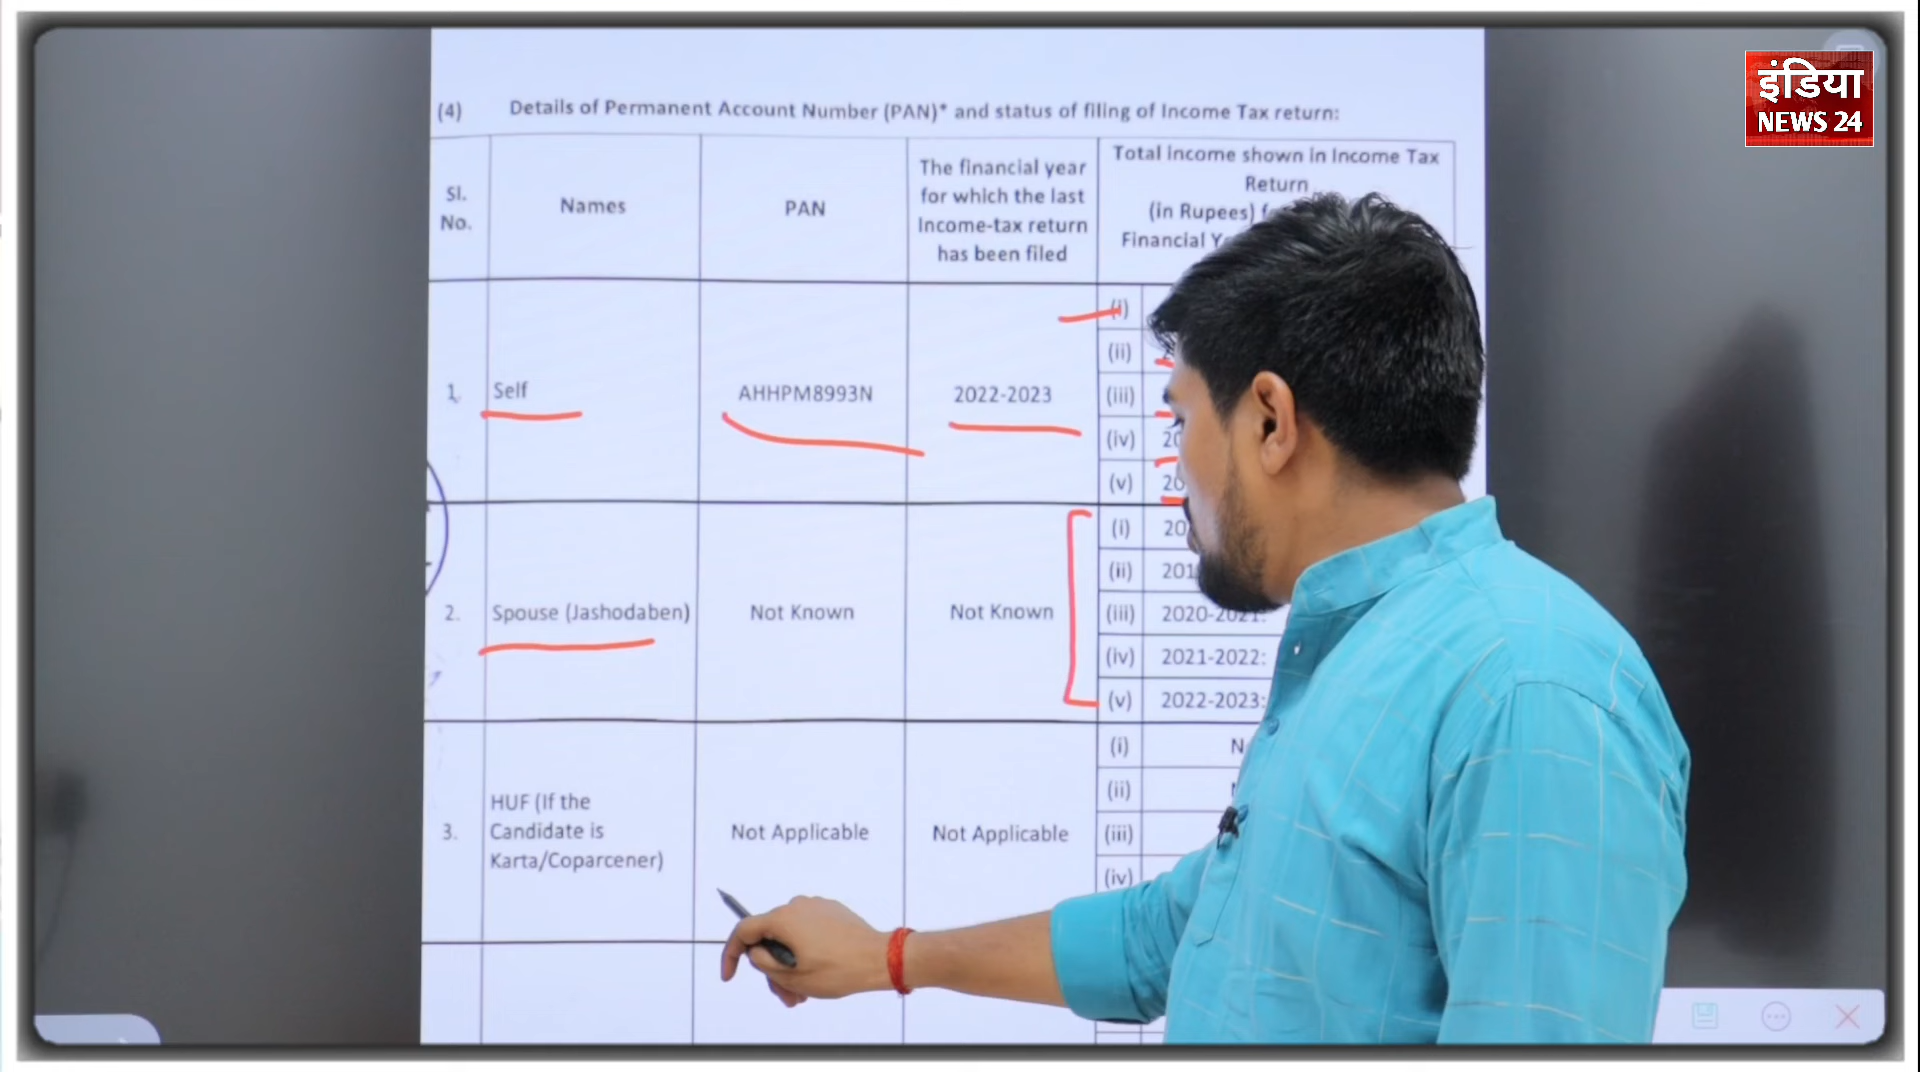 इंडिया
NEWS 24
(4) Details of Permanent Account Number (PAN)* and status of filing of Income Tax return:
Sl.
No.
Names
PAN
The financial year
for which the last
Income-tax return
has been filed
Total income shown in Income Tax
Return
(in Rupees)
Financial
1.
Self
AHHPM8993N
2022-2023
(i)
(ii)
(iii)
(iv)
(v)
2.
Spouse (Jashodaben)
Not Known
Not Known
(i)
(ii)
(iii) 2020-2021:
(iv) 2021-2022:
(v) 2022-2023:
3.
HUF (If the
Candidate is
Karta/Coparcener)
Not Applicable
Not Applicable
(i)
(ii)
(iii)
(iv)